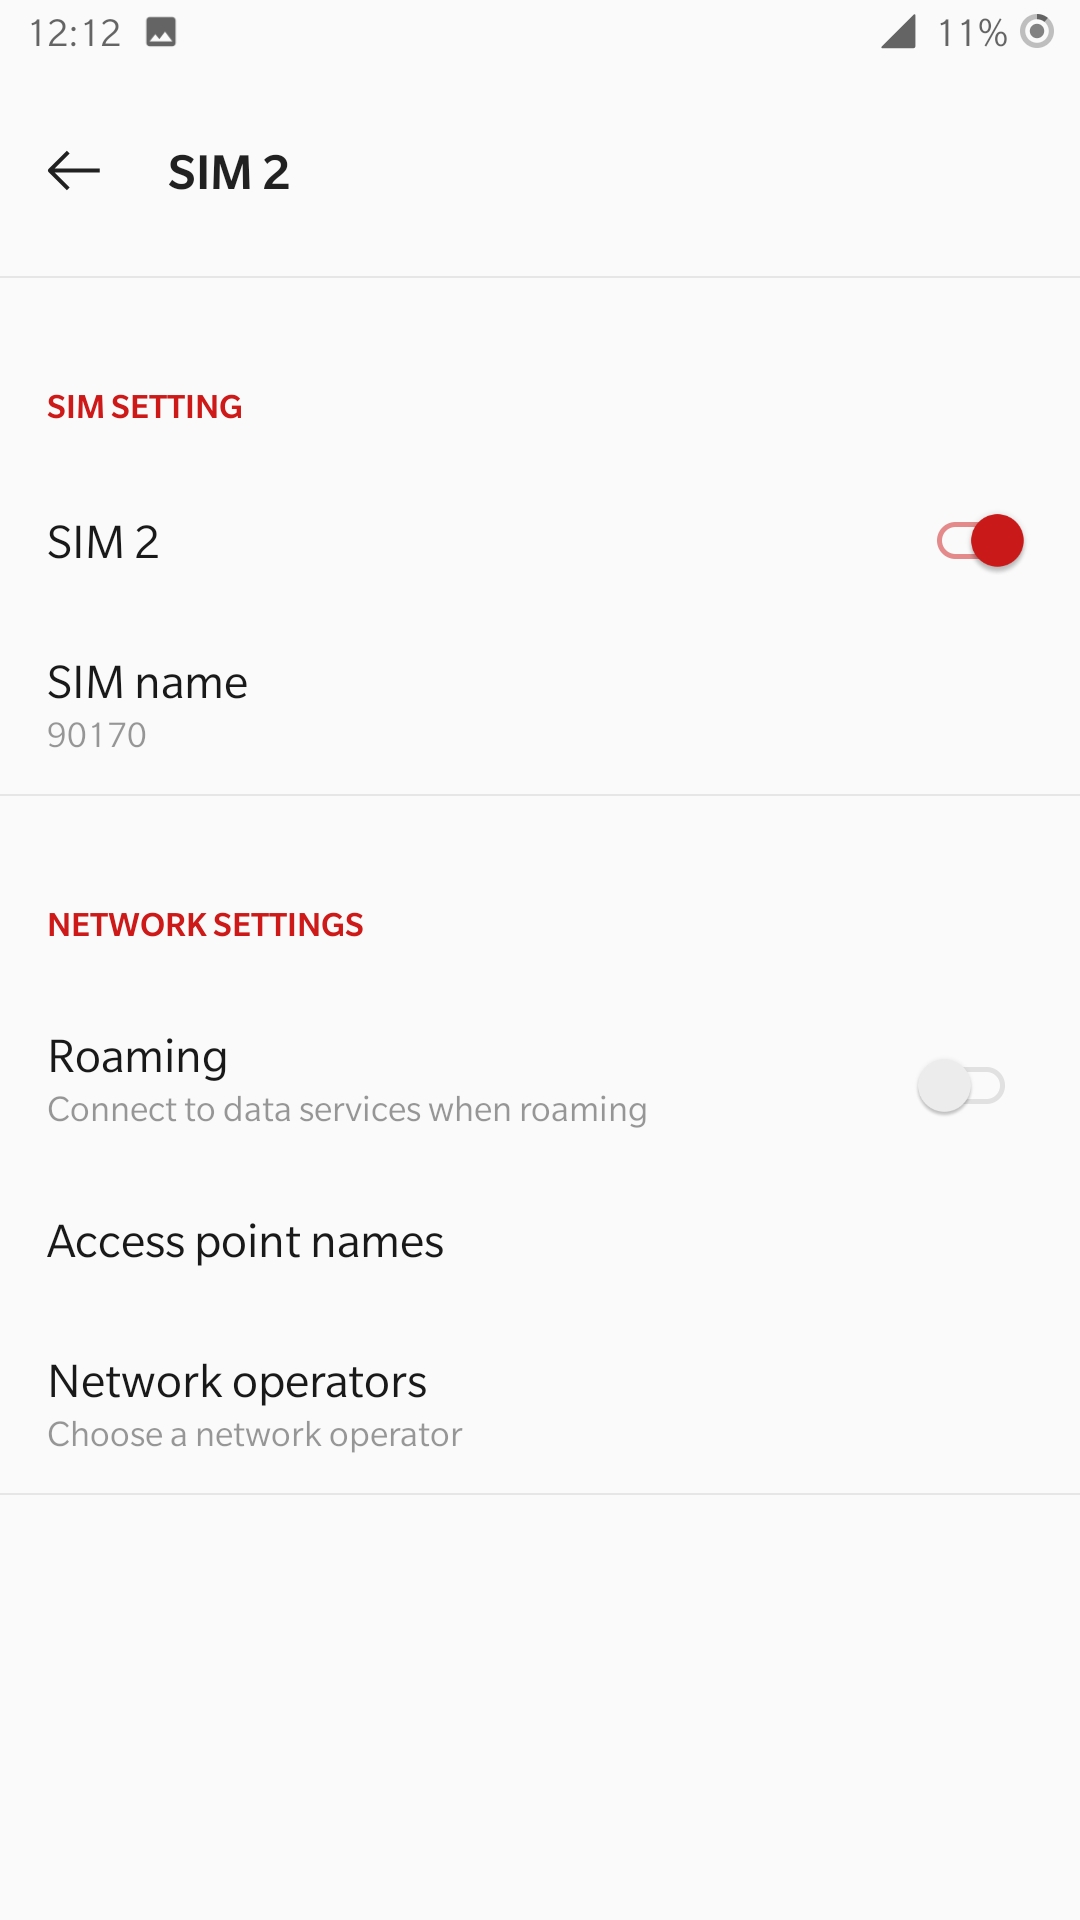 12:12 11%
SIM 2
SIM SETTING
SIM 2
SIM name
90170
NETWORK SETTINGS
Roaming
Connect to data services when roaming
Access point names
Network operators
Choose a network operator